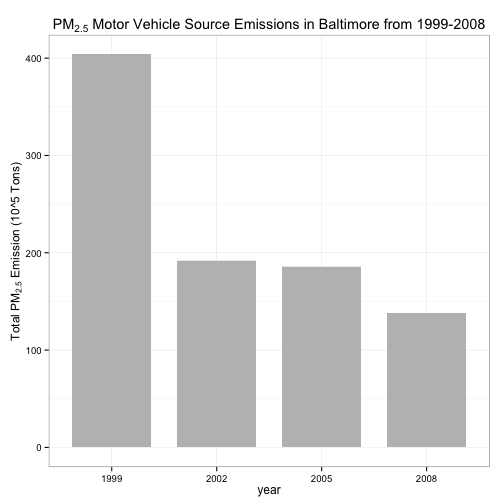 PM2.5 Motor Vehicle Source Emissions in Baltimore from 1999-2008
Total PM2.5 Emission (10^5 Tons)
400
300
200
100
0
1999 2002 2005 2008
year